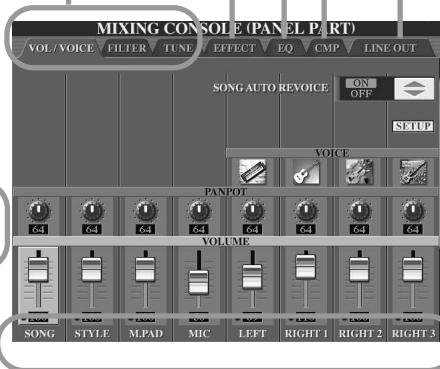 MIXING CONSOLE (PANEL PART)
VOL / VOICE FILTER TUNE EFFECT EQ CMP LINE OUT
SONG AUTO REVOICE ON
OFF
SETUP
VOICE
PANPOT
64 64 64 64 64 64 64 64
VOLUME
SONG STYLE M.PAD MIC LEFT RIGHT 1 RIGHT 2 RIGHT 3